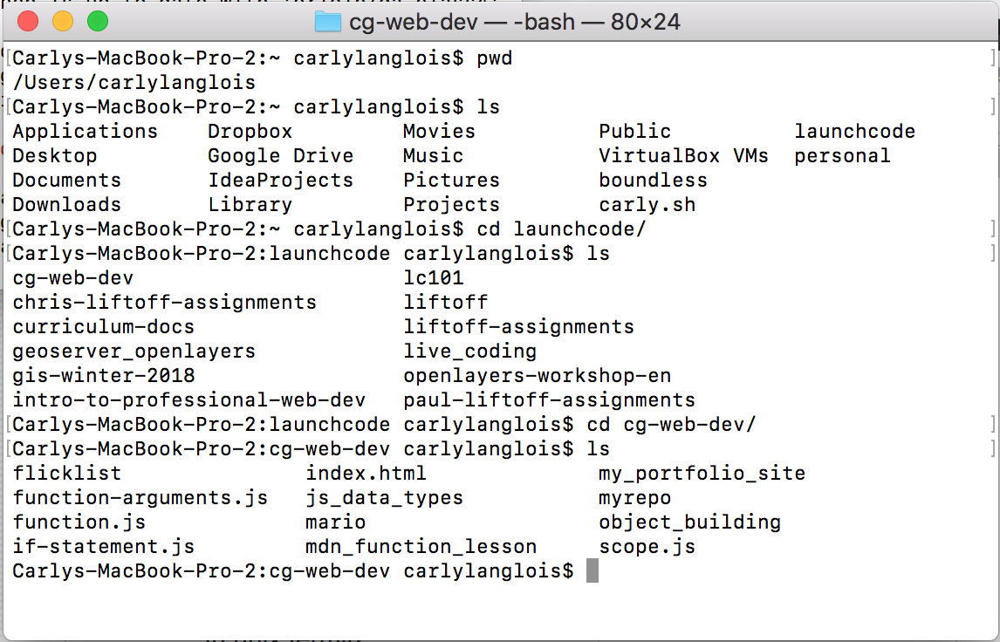 cg-web-dev — -bash — 80×24
[Carlys-MacBook-Pro-2:~ carlylanglois$ pwd ]
/Users/carlylanglois
[Carlys-MacBook-Pro-2:~ carlylanglois$ ls ]
Applications Dropbox Movies Public launchcode
Desktop Google Drive Music VirtualBox VMs personal
Documents IdeaProjects Pictures boundless
Downloads Library Projects carly.sh
[Carlys-MacBook-Pro-2:~ carlylanglois$ cd launchcode/ ]
[Carlys-MacBook-Pro-2:launchcode carlylanglois$ ls ]
cg-web-dev lc101
chris-liftoff-assignments liftoff
curriculum-docs liftoff-assignments
geoserver_openlayers live_coding
gis-winter-2018 openlayers-workshop-en
intro-to-professional-web-dev paul-liftoff-assignments
[Carlys-MacBook-Pro-2:launchcode carlylanglois$ cd cg-web-dev/ ]
[Carlys-MacBook-Pro-2:cg-web-dev carlylanglois$ ls ]
flicklist index.html my_portfolio_site
function-arguments.js js_data_types myrepo
function.js mario object_building
if-statement.js mdn_function_lesson scope.js
Carlys-MacBook-Pro-2:cg-web-dev carlylanglois$